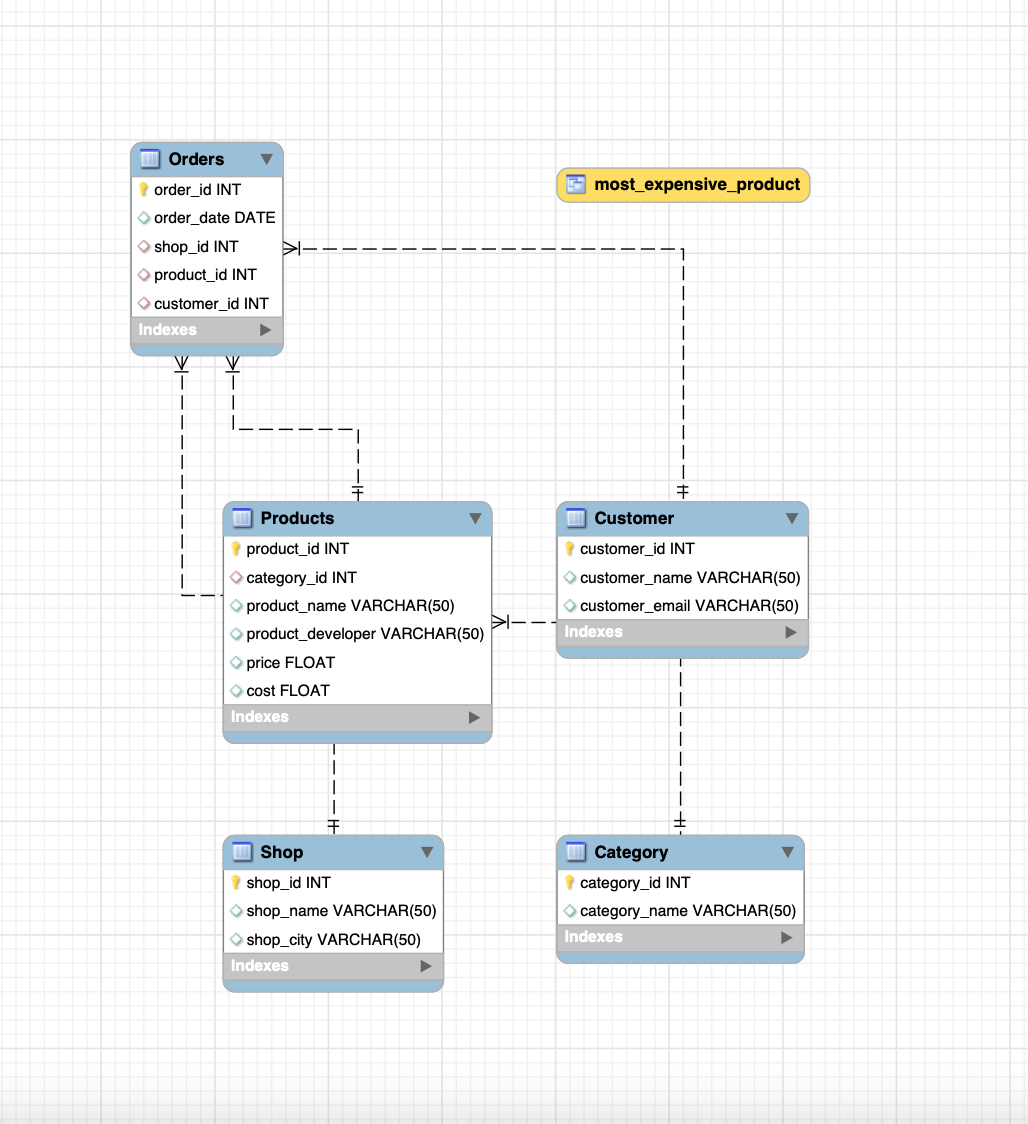 Orders
order_id INT
order_date DATE
shop_id INT
product_id INT
customer_id INT
Indexes
most_expensive_product
Products
product_id INT
category_id INT
product_name VARCHAR(50)
product_developer VARCHAR(50)
price FLOAT
cost FLOAT
Indexes
Customer
customer_id INT
customer_name VARCHAR(50)
customer_email VARCHAR(50)
Indexes
Shop
shop_id INT
shop_name VARCHAR(50)
shop_city VARCHAR(50)
Indexes
Category
category_id INT
category_name VARCHAR(50)
Indexes